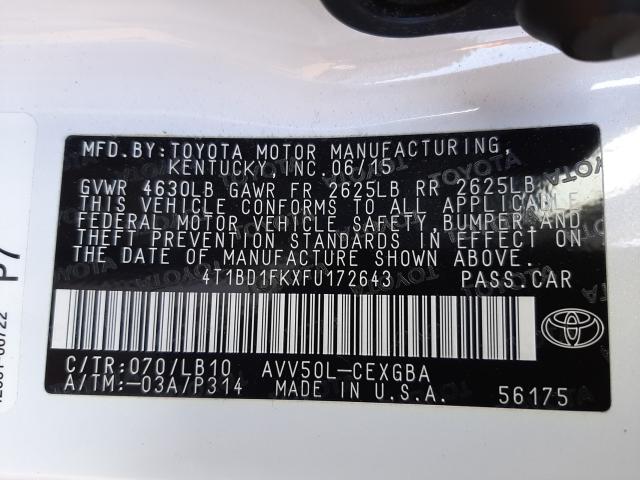 MFD. BY: TOYOTA MOTOR MANUFACTURING,
KENTUCKY, INC. 06/15
GVWR 4630LB GAWR FR 2625LB RR 2625LB
THIS VEHICLE CONFORMS TO ALL APPLICABLE
FEDERAL MOTOR VEHICLE SAFETY, BUMPER AND
THEFT PREVENTION STANDARDS IN EFFECT ON
THE DATE OF MANUFACTURE SHOWN ABOVE.
4T1BD1FKXFU172643 PASS. CAR
C/TR: 070/LB10 AVV50L-CEXGBA
A/TM: -03A/P314 MADE IN U.S.A. 56175
P7